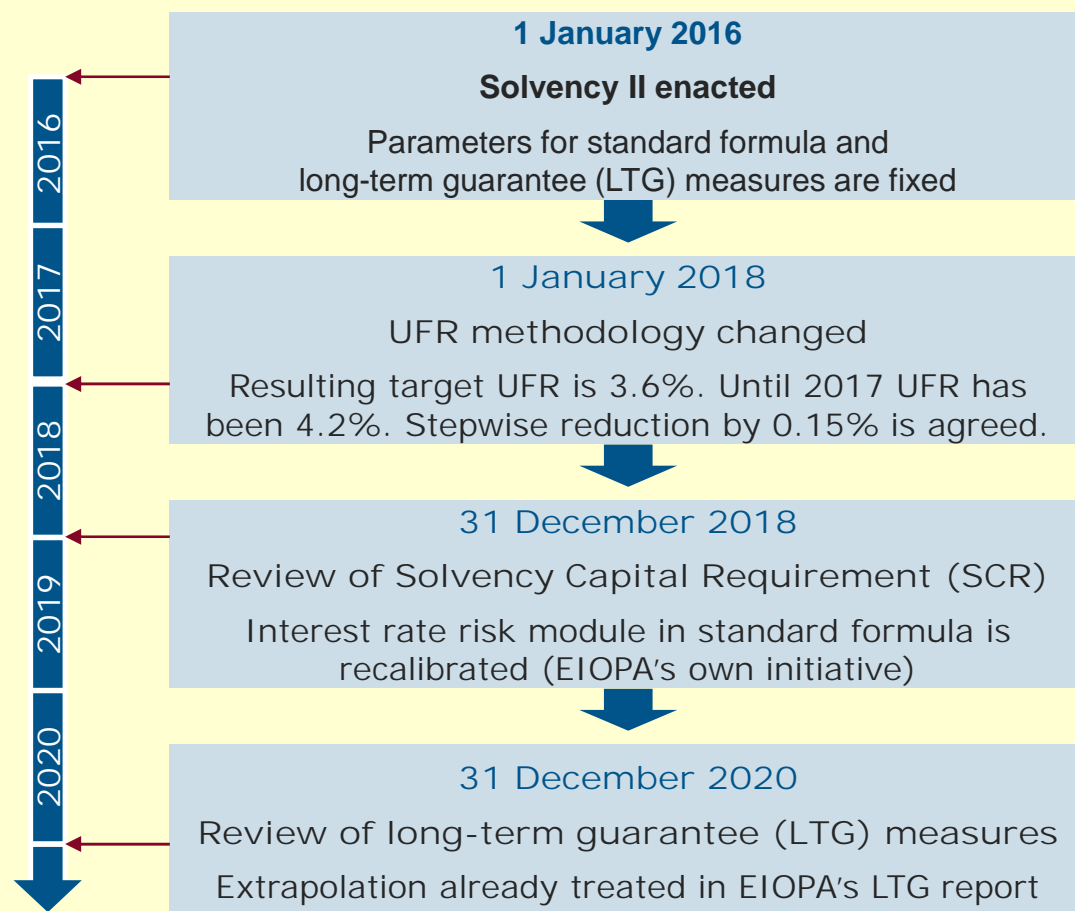 1 January 2016
Solvency II enacted
Parameters for standard formula and
long-term guarantee (LTG) measures are fixed
1 January 2018
UFR methodology changed
Resulting target UFR is 3.6%. Until 2017 UFR has
been 4.2%. Stepwise reduction by 0.15% is agreed.
31 December 2018
Review of Solvency Capital Requirement (SCR)
Interest rate risk module in standard formula is
recalibrated (EIOPA's own initiative)
31 December 2020
Review of long-term guarantee (LTG) measures
Extrapolation already treated in EIOPA's LTG report
2016
2017
2018
2019
2020